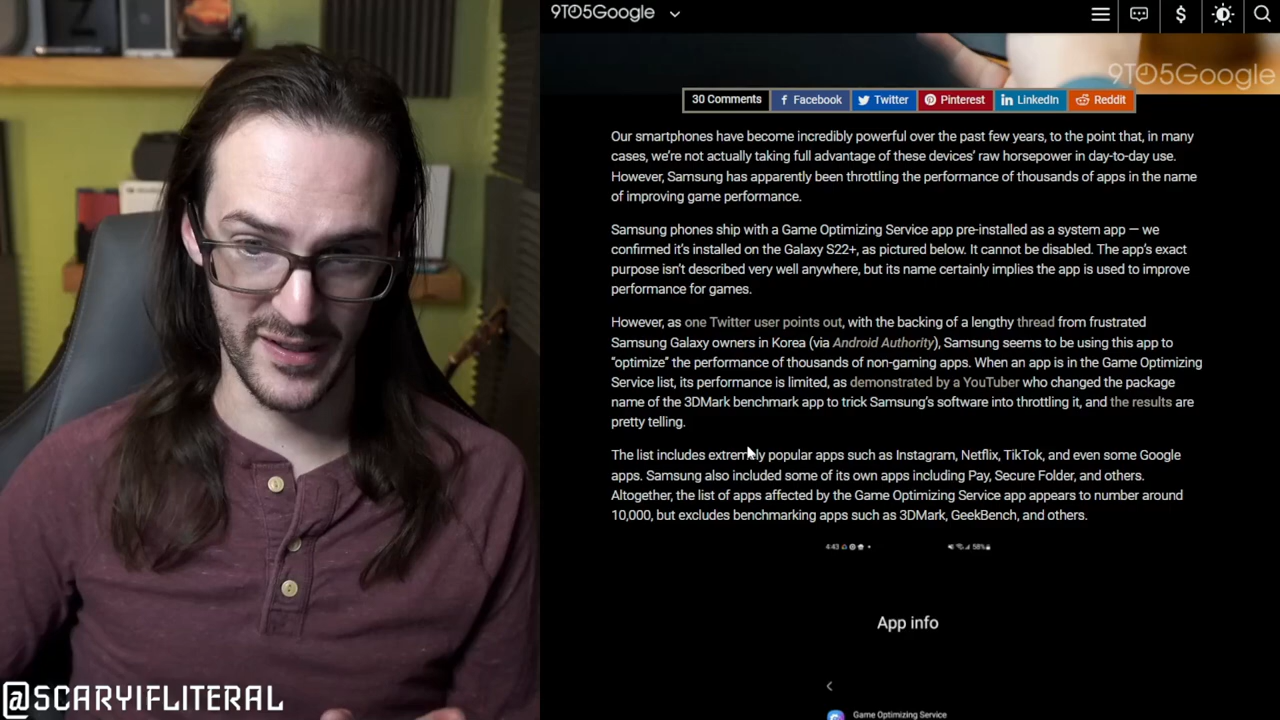 9TO5Google
9TO5Google
30 Comments
Facebook
Twitter
Pinterest
LinkedIn
Reddit
Our smartphones have become incredibly powerful over the past few years, to the point that, in many
cases, we're not actually taking full advantage of these devices' raw horsepower in day-to-day use.
However, Samsung has apparently been throttling the performance of thousands of apps in the name
of improving game performance.
Samsung phones ship with a Game Optimizing Service app pre-installed as a system app — we
confirmed it's installed on the Galaxy S22+, as pictured below. It cannot be disabled. The app's exact
purpose isn't described very well anywhere, but its name certainly implies the app is used to improve
performance for games.
However, as one Twitter user points out, with the backing of a lengthy thread from frustrated
Samsung Galaxy owners in Korea (via Android Authority), Samsung seems to be using this app to
“optimize” the performance of thousands of non-gaming apps. When an app is in the Game Optimizing
Service list, its performance is limited, as demonstrated by a YouTuber who changed the package
name of the 3DMark benchmark app to trick Samsung's software into throttling it, and the results are
pretty telling.
The list includes extremely popular apps such as Instagram, Netflix, TikTok, and even some Google
apps. Samsung also included some of its own apps including Pay, Secure Folder, and others.
Altogether, the list of apps affected by the Game Optimizing Service app appears to number around
10,000, but excludes benchmarking apps such as 3DMark, GeekBench, and others.
4:43 58%
App info
Game Optimizing Service
@SCARYIFLITERAL